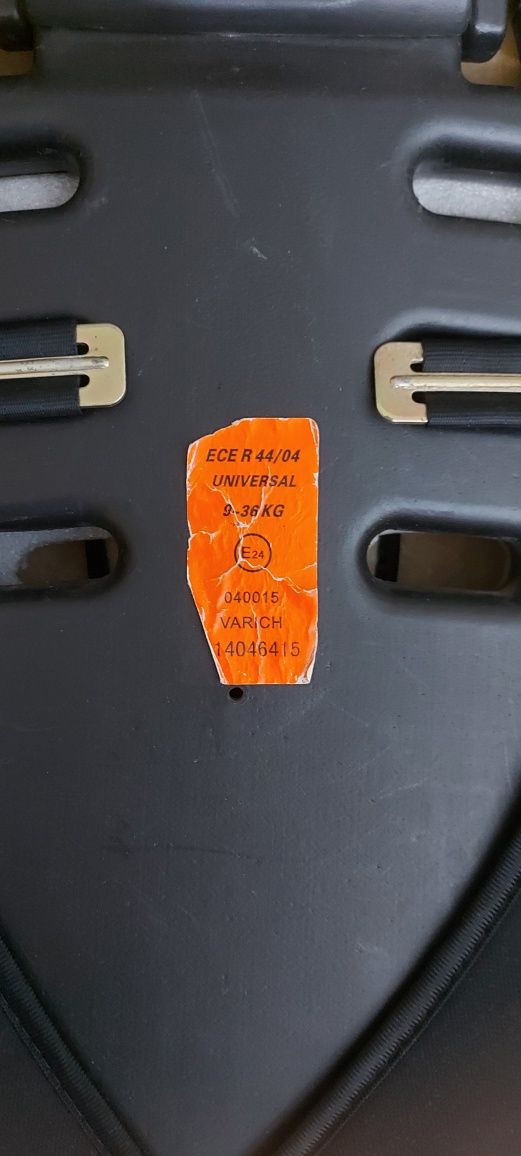 ECE R 44/04
UNIVERSAL
9-36 KG
E24
040015
VARICH
14046415